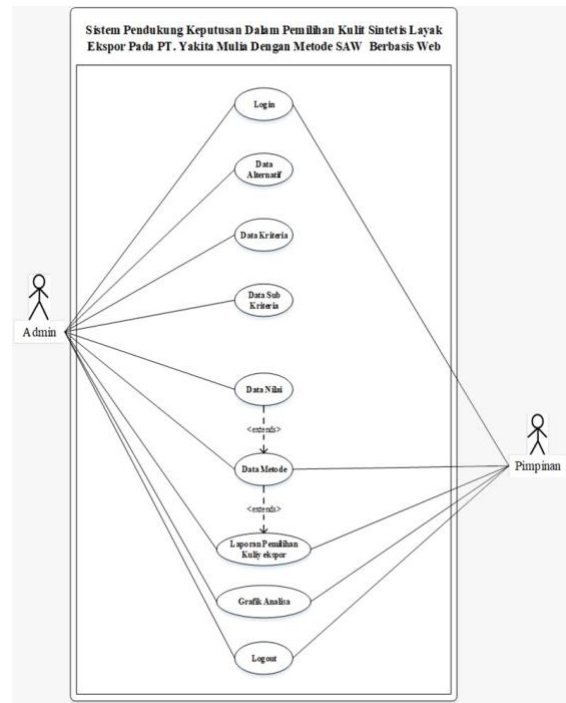 Sistem Pendukung Keputusan Dalam Pemilihan Kulit Sintetis Layak
Ekspor Pada PT. Yakita Mulia Dengan Metode SAW Berbasis Web
Login
Data
Alternatif
Data Kriteria
Data Sub
Kriteria
Admin
Data Nilai
<extends>
Data Metode
Pimpinan
<extends>
Laporan Pemilihan
Kuliy ekspor
Grafik Analisa
Logout